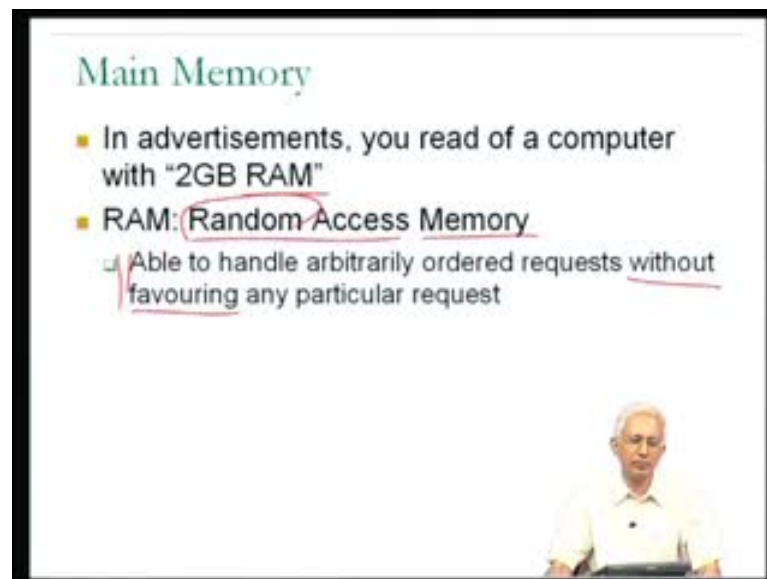 Main Memory
In advertisements, you read of a computer
with “2GB RAM”
RAM: Random Access Memory
Able to handle arbitrarily ordered requests without
favouring any particular request